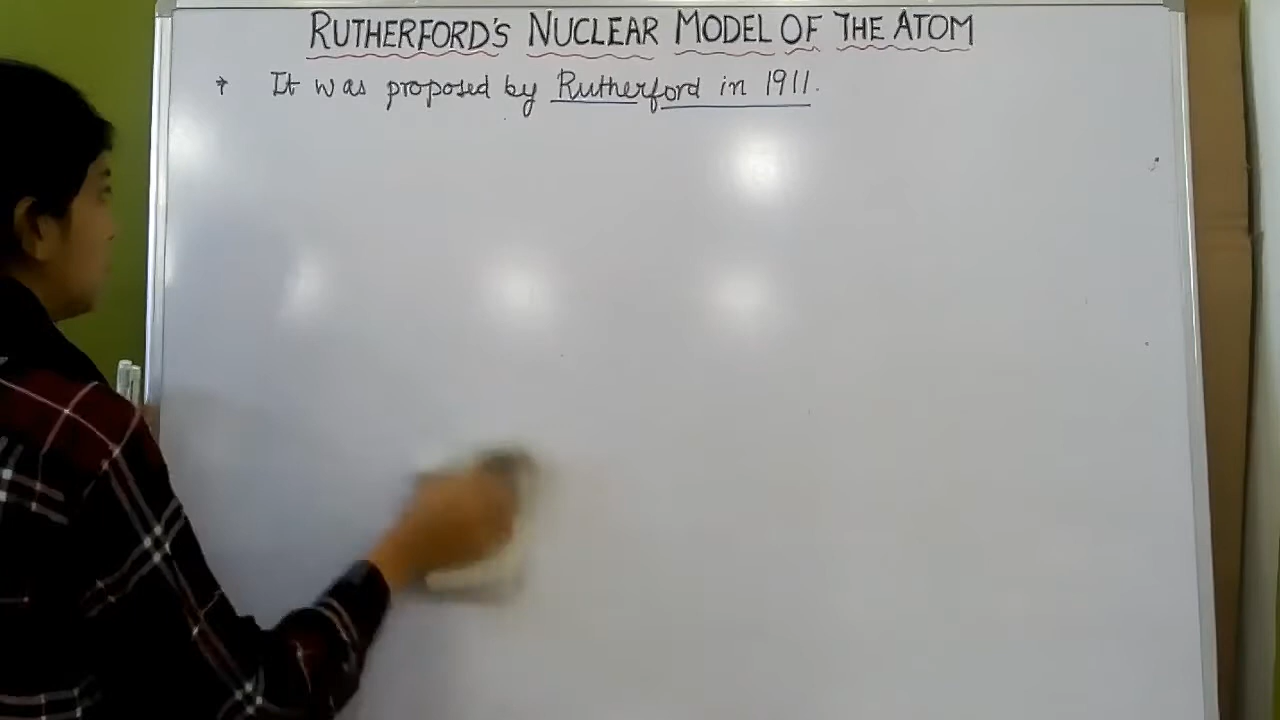 RUTHERFORD'S NUCLEAR MODEL OF THE ATOM
→ It was proposed by Rutherford in 1911.